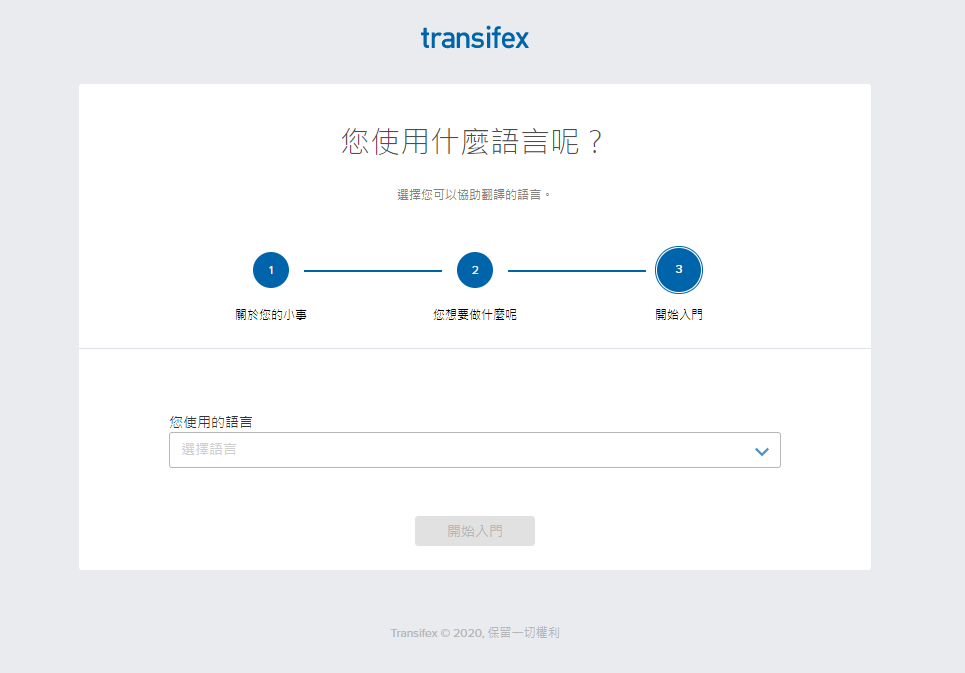 transifex
您使用什麼語言呢？
選擇您可以協助翻譯的語言。
1
2
3
關於您的小事
您想要做什麼呢
開始入門
您使用的語言
選擇語言
開始入門
Transifex © 2020, 保留一切權利